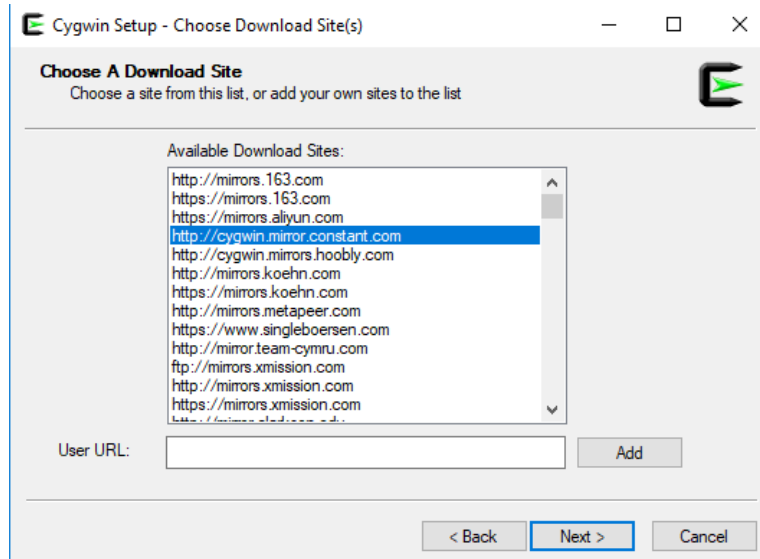 Cygwin Setup - Choose Download Site(s)
Choose A Download Site
Choose a site from this list, or add your own sites to the list
Available Download Sites:
http://mirrors.163.com
https://mirrors.163.com
https://mirrors.aliyun.com
http://cygwin.mirror.constant.com
http://cygwin.mirrors.hoobly.com
http://mirrors.koehn.com
https://mirrors.koehn.com
http://mirrors.metapeer.com
https://www.singleboersen.com
http://mirror.team-cymru.com
ftp://mirrors.xmission.com
http://mirrors.xmission.com
https://mirrors.xmission.com
User URL:
Add
< Back
Next >
Cancel